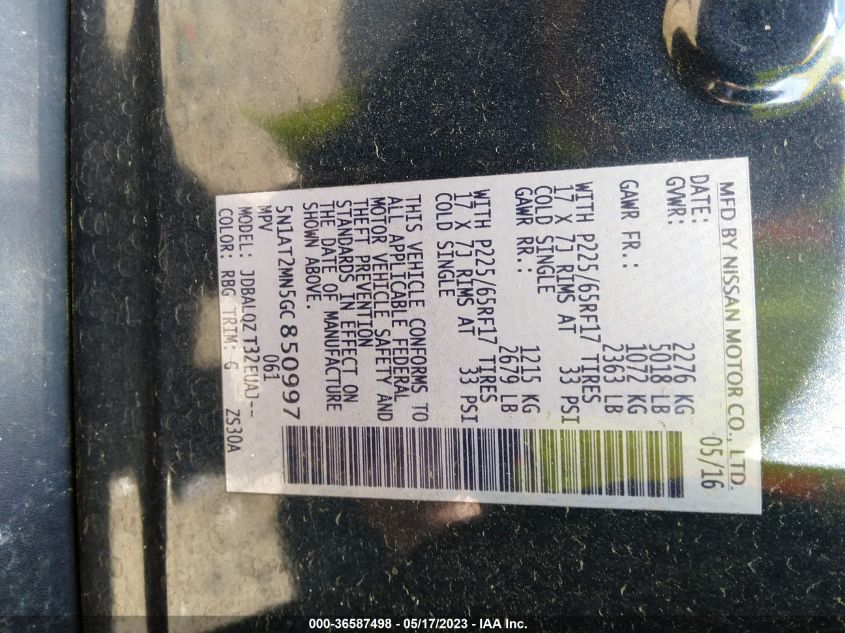 MFD BY NISSAN MOTOR CO., LTD.
DATE: 05/16
GVWR: 2276 KG
5018 LB
GAWR FR.: 1072 KG
2363 LB
WITH P225/65RF17 TIRES
17 X 7J RIMS AT 33 PSI
COLD SINGLE
GAWR RR.: 1215 KG
2679 LB
WITH P225/65RF17 TIRES
17 X 7J RIMS AT 33 PSI
COLD SINGLE
THIS VEHICLE CONFORMS TO
ALL APPLICABLE FEDERAL
MOTOR VEHICLE SAFETY AND
THEFT PREVENTION
STANDARDS IN EFFECT ON
THE DATE OF MANUFACTURE
SHOWN ABOVE.
5N1AT2MN5GC850997
MPV 061
MODEL: JDBALQZ T32EUAJ--
COLOR: RBG TRIM: G ZS30A
000-36587498 - 05/17/2023 - IAA Inc.